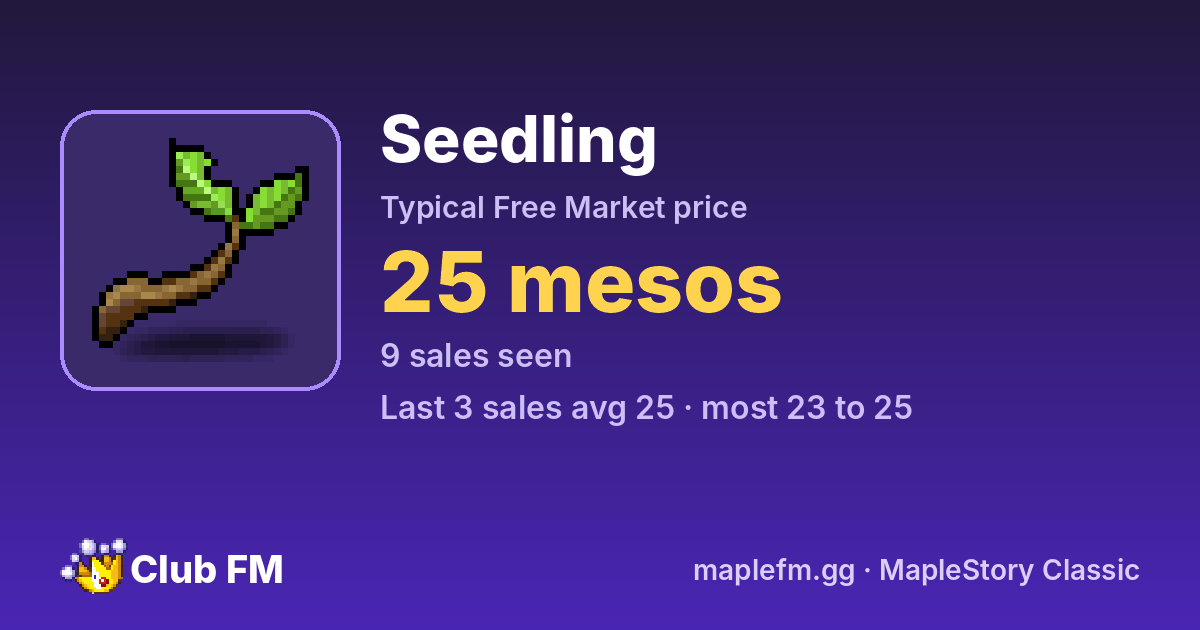 Seedling
Typical Free Market price
25 mesos
9 sales seen
Last 3 sales avg 25 · most 23 to 25
Club FM
maplefm.gg · MapleStory Classic